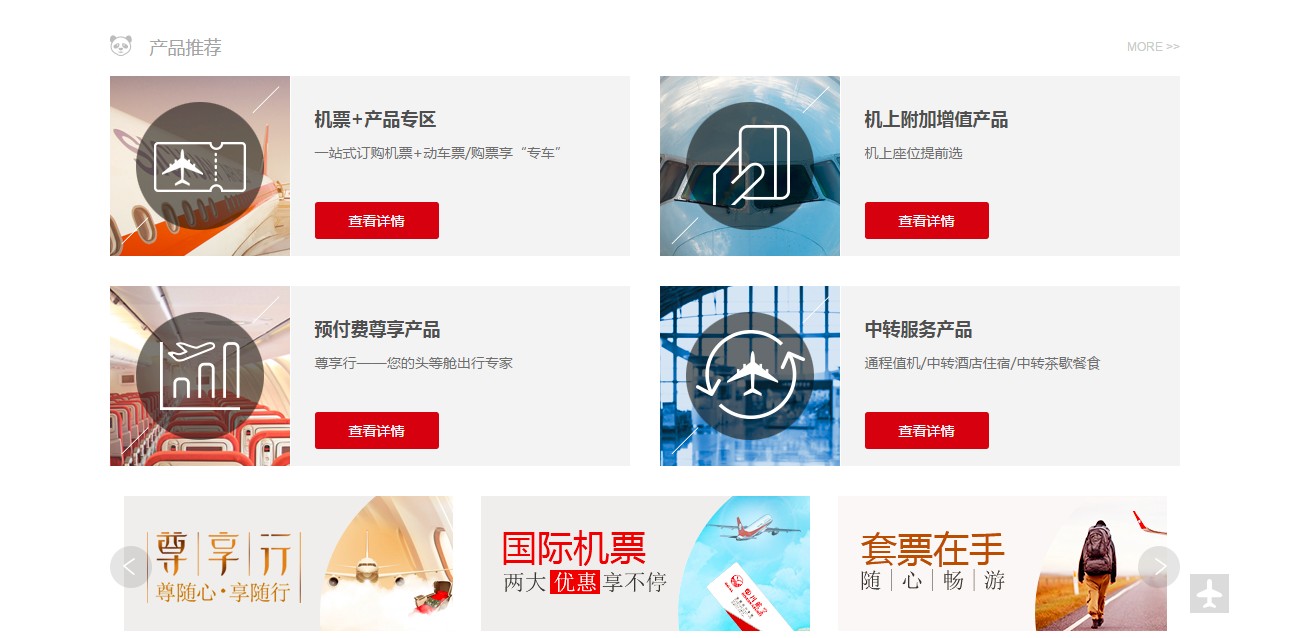 产品推荐
MORE >>
机票+产品专区
一站式订购机票+动车票/购票享“专车”
查看详情
机上附加增值产品
机上座位提前选
查看详情
预付费尊享产品
尊享行——您的头等舱出行专家
查看详情
中转服务产品
通程值机/中转酒店住宿/中转茶歇餐食
查看详情
尊享行
尊随心·享随行
国际机票
两大优惠享不停
四川航空
套票在手
随心畅游